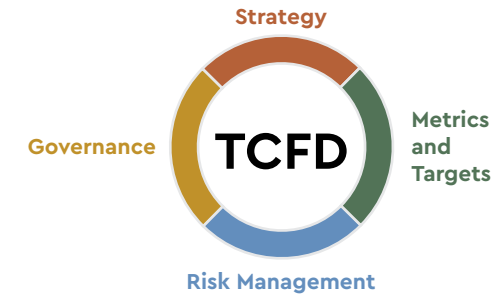 Strategy
Governance
TCFD
Metrics
and
Targets
Risk Management